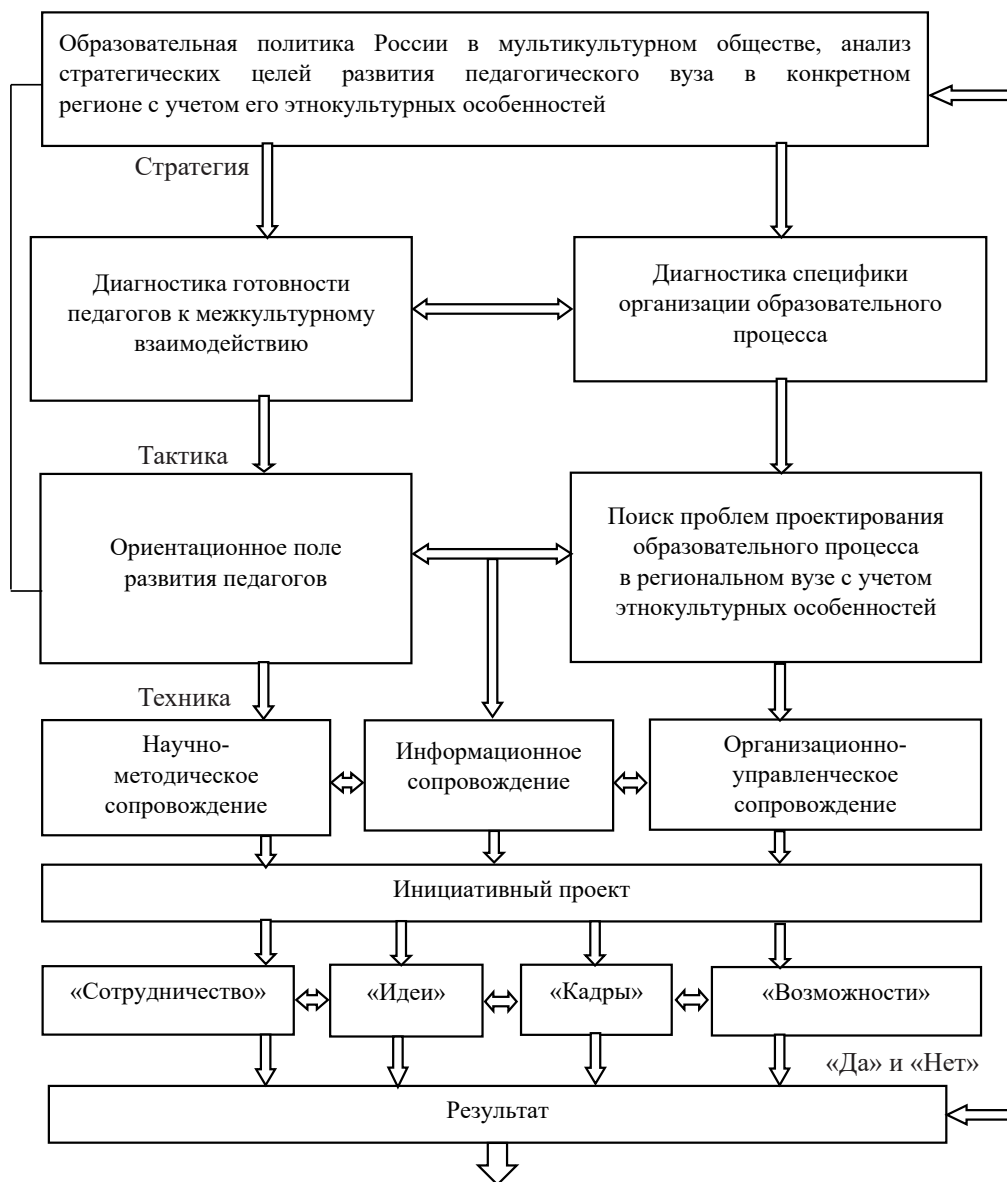 Образовательная политика России в мультикультурном обществе, анализ
стратегических целей развития педагогического вуза в конкретном
регионе с учетом его этнокультурных особенностей
Стратегия
Диагностика готовности
педагогов к межкультурному
взаимодействию
Диагностика специфики
организации образовательного
процесса
Тактика
Ориентационное поле
развития педагогов
Поиск проблем проектирования
образовательного процесса
в региональном вузе с учетом
этнокультурных особенностей
Техника
Научно-
методическое
сопровождение
Информационное
сопровождение
Организационно-
управленческое
сопровождение
Инициативный проект
«Сотрудничество»
«Идеи»
«Кадры»
«Возможности»
«Да» и «Нет»
Результат